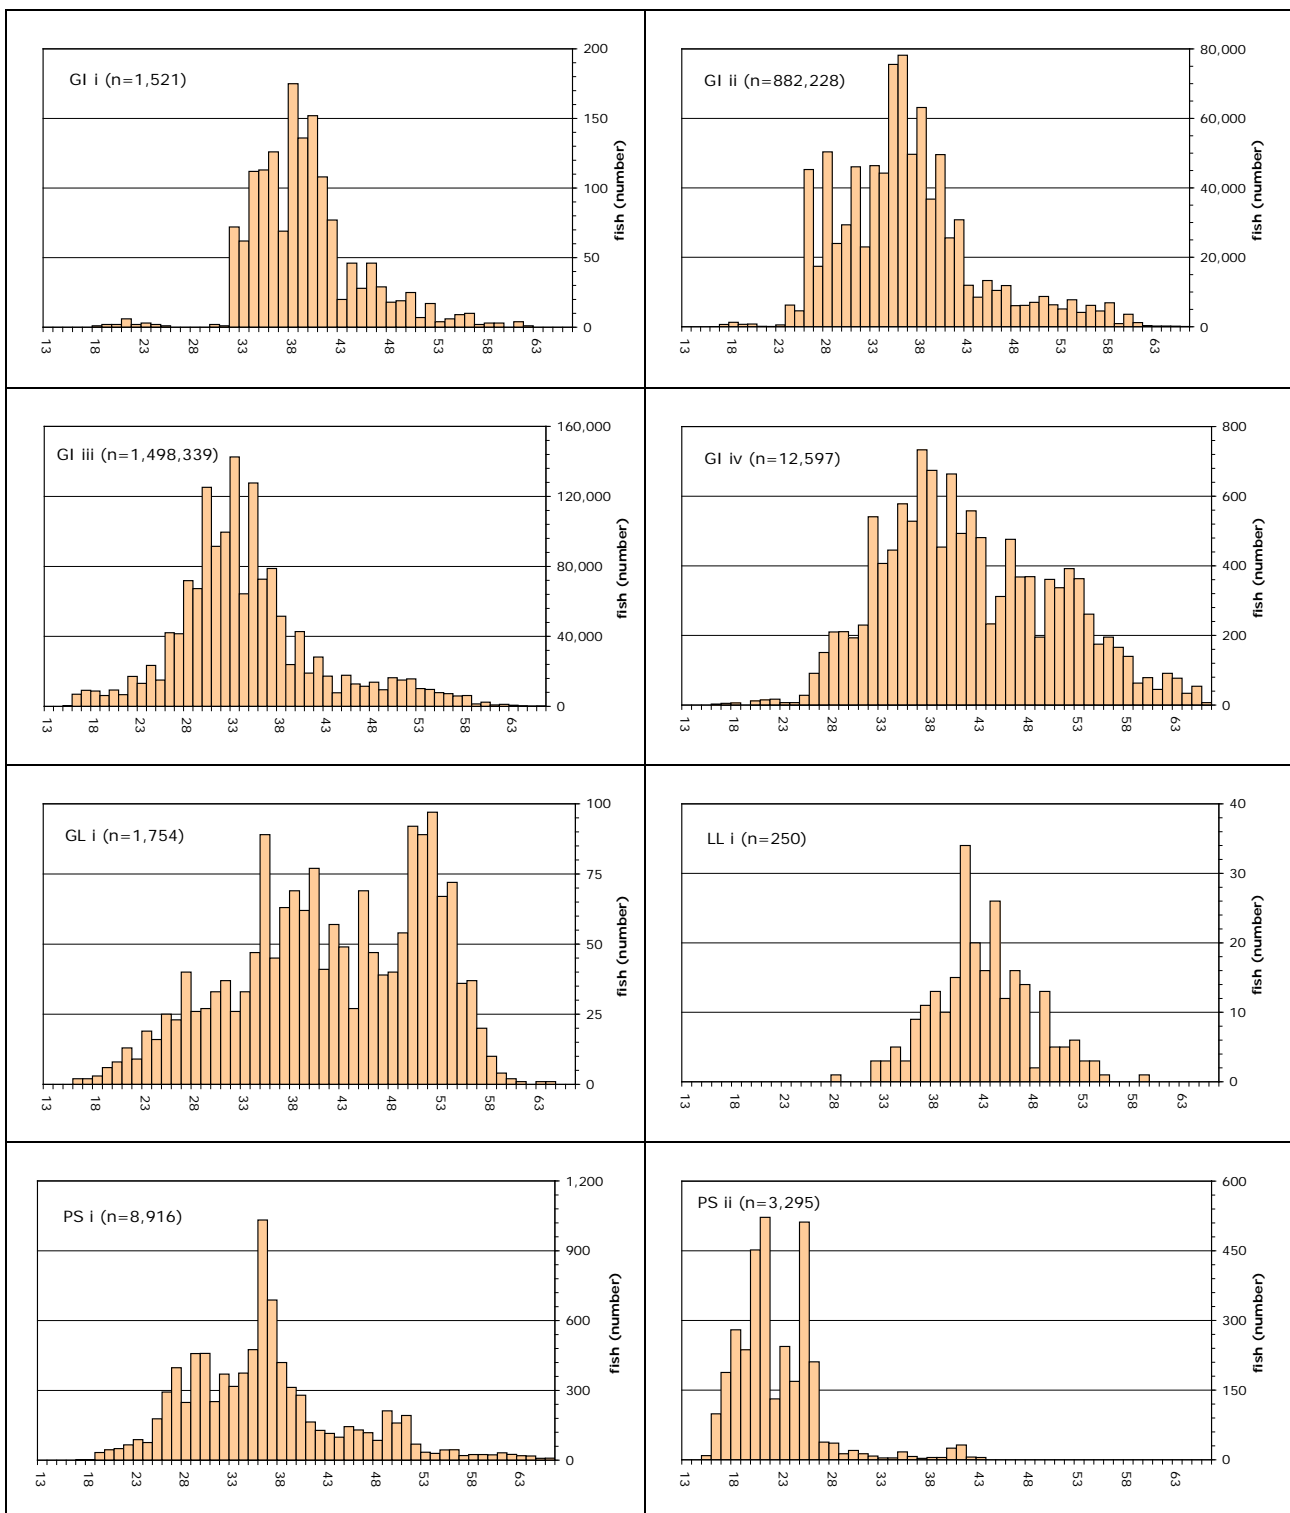 GI i (n=1,521)
200
150
100
50
0
fish (number)
13 18 23 28 33 38 43 48 53 58 63
GI ii (n=882,228)
80,000
60,000
40,000
20,000
0
fish (number)
13 18 23 28 33 38 43 48 53 58 63
GI iii (n=1,498,339)
160,000
120,000
80,000
40,000
0
fish (number)
13 18 23 28 33 38 43 48 53 58 63
GI iv (n=12,597)
800
600
400
200
0
fish (number)
13 18 23 28 33 38 43 48 53 58 63
GL i (n=1,754)
100
75
50
25
0
fish (number)
13 18 23 28 33 38 43 48 53 58 63
LL i (n=250)
40
30
20
10
0
fish (number)
13 18 23 28 33 38 43 48 53 58 63
PS i (n=8,916)
1,200
900
600
300
0
fish (number)
13 18 23 28 33 38 43 48 53 58 63
PS ii (n=3,295)
600
450
300
150
0
fish (number)
13 18 23 28 33 38 43 48 53 58 63